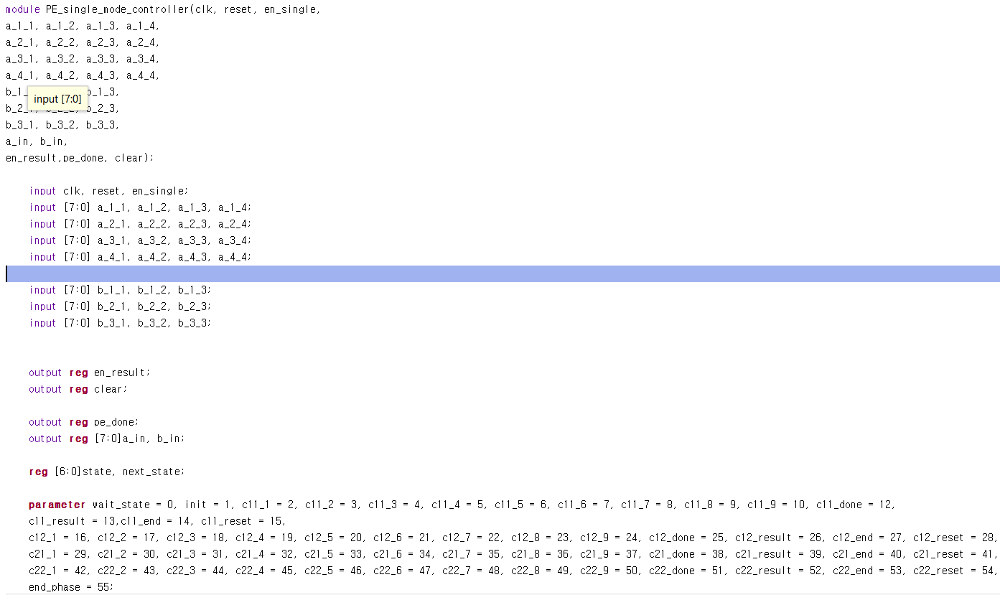 module PE_single_mode_controller(clk, reset, en_single,
a_1_1, a_1_2, a_1_3, a_1_4,
a_2_1, a_2_2, a_2_3, a_2_4,
a_3_1, a_3_2, a_3_3, a_3_4,
a_4_1, a_4_2, a_4_3, a_4_4,
b_1_ b_1_3,
input [7:0]
b_2_ b_2_3,
b_3_1, b_3_2, b_3_3,
a_in, b_in,
en_result,pe_done, clear);
input clk, reset, en_single;
input [7:0] a_1_1, a_1_2, a_1_3, a_1_4;
input [7:0] a_2_1, a_2_2, a_2_3, a_2_4;
input [7:0] a_3_1, a_3_2, a_3_3, a_3_4;
input [7:0] a_4_1, a_4_2, a_4_3, a_4_4;
input [7:0] b_1_1, b_1_2, b_1_3;
input [7:0] b_2_1, b_2_2, b_2_3;
input [7:0] b_3_1, b_3_2, b_3_3;
output reg en_result;
output reg clear;
output reg pe_done;
output reg [7:0]a_in, b_in;
reg [6:0]state, next_state;
parameter wait_state = 0, init = 1, c11_1 = 2, c11_2 = 3, c11_3 = 4, c11_4 = 5, c11_5 = 6, c11_6 = 7, c11_7 = 8, c11_8 = 9, c11_9 = 10, c11_done = 12,
c11_result = 13,c11_end = 14, c11_reset = 15,
c12_1 = 16, c12_2 = 17, c12_3 = 18, c12_4 = 19, c12_5 = 20, c12_6 = 21, c12_7 = 22, c12_8 = 23, c12_9 = 24, c12_done = 25, c12_result = 26, c12_end = 27, c12_reset = 28,
c21_1 = 29, c21_2 = 30, c21_3 = 31, c21_4 = 32, c21_5 = 33, c21_6 = 34, c21_7 = 35, c21_8 = 36, c21_9 = 37, c21_done = 38, c21_result = 39, c21_end = 40, c21_reset = 41,
c22_1 = 42, c22_2 = 43, c22_3 = 44, c22_4 = 45, c22_5 = 46, c22_6 = 47, c22_7 = 48, c22_8 = 49, c22_9 = 50, c22_done = 51, c22_result = 52, c22_end = 53, c22_reset = 54,
end_phase = 55;